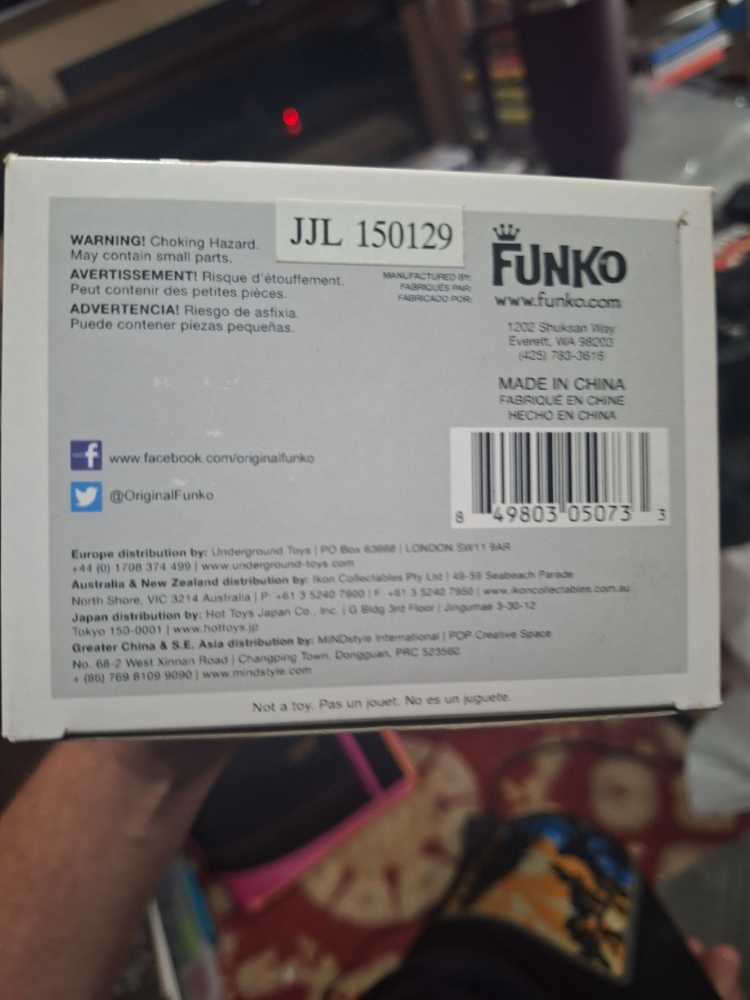 JJL 150129
WARNING! Choking Hazard.
May contain small parts.
AVERTISSEMENT! Risque d'étouffement.
Peut contenir des petites pièces.
ADVERTENCIA! Riesgo de asfixia.
Puede contener piezas pequeñas.
MANUFACTURED BY:
FABRIQUÉS PAR:
FABRICADO POR:
FUNKO
www.funko.com
1202 Shuksan Way
Everett, WA 98203
(425) 783-3616
MADE IN CHINA
FABRIQUÉ EN CHINE
HECHO EN CHINA
www.facebook.com/originalfunko
@OriginalFunko
8 49803 05073 3
Europe distribution by: Underground Toys | PO Box 63668 | LONDON SW11 9AR
+44 (0) 1708 374 499 | www.underground-toys.com
Australia & New Zealand distribution by: Ikon Collectables Pty Ltd | 49-59 Seabeach Parade
North Shore, VIC 3214 Australia | P: +61 3 5240 7900 | F: +61 3 5240 7950 | www.ikoncollectables.com.au
Japan distribution by: Hot Toys Japan Co., Inc. | G Bldg 3rd Floor | Jingumae 3-30-12
Tokyo 150-0001 | www.hottoys.jp
Greater China & S.E. Asia distribution by: MINDstyle International | POP Creative Space
No. 68-2 West Xinnan Road | Changping Town, Dongguan, PRC 523560
+ (86) 769 8109 9090 | www.mindstyle.com
Not a toy. Pas un jouet. No es un juguete.